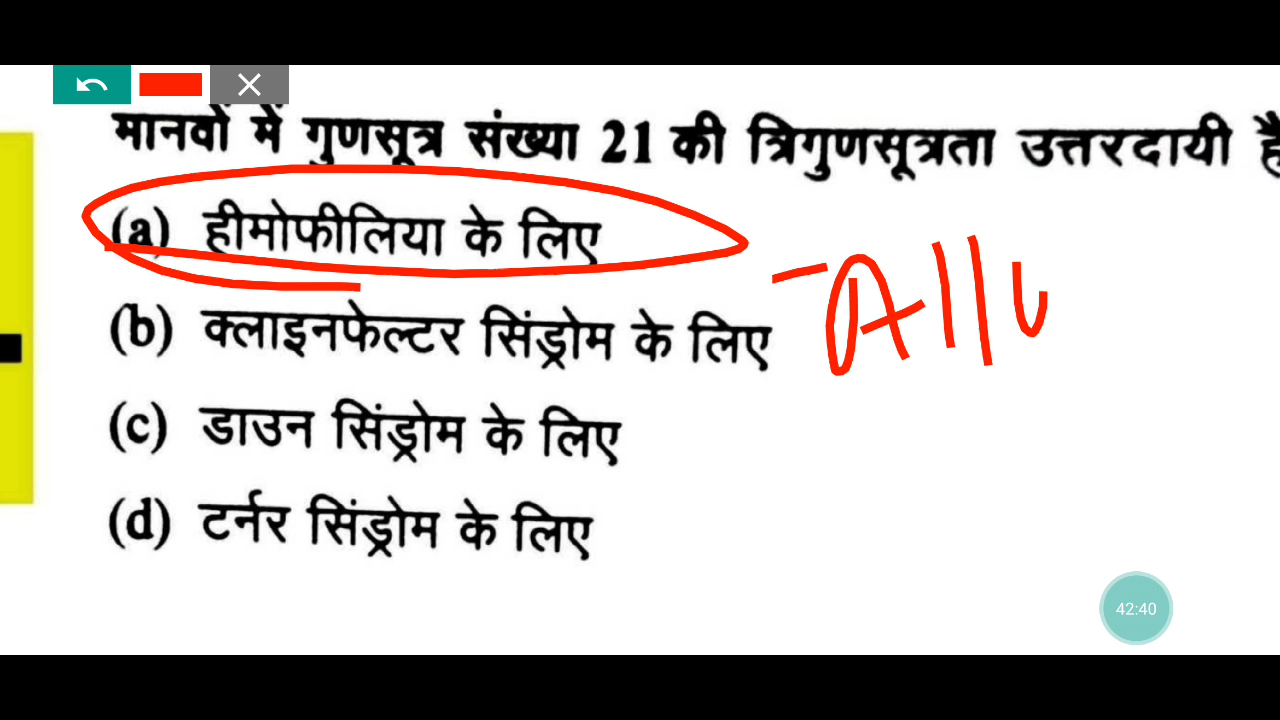 मानवों में गुणसूत्र संख्या 21 की त्रिगुणसूत्रता उत्तरदायी है
(a) हीमोफीलिया के लिए
(b) क्लाइनफेल्टर सिंड्रोम के लिए
(c) डाउन सिंड्रोम के लिए
(d) टर्नर सिंड्रोम के लिए
42:40